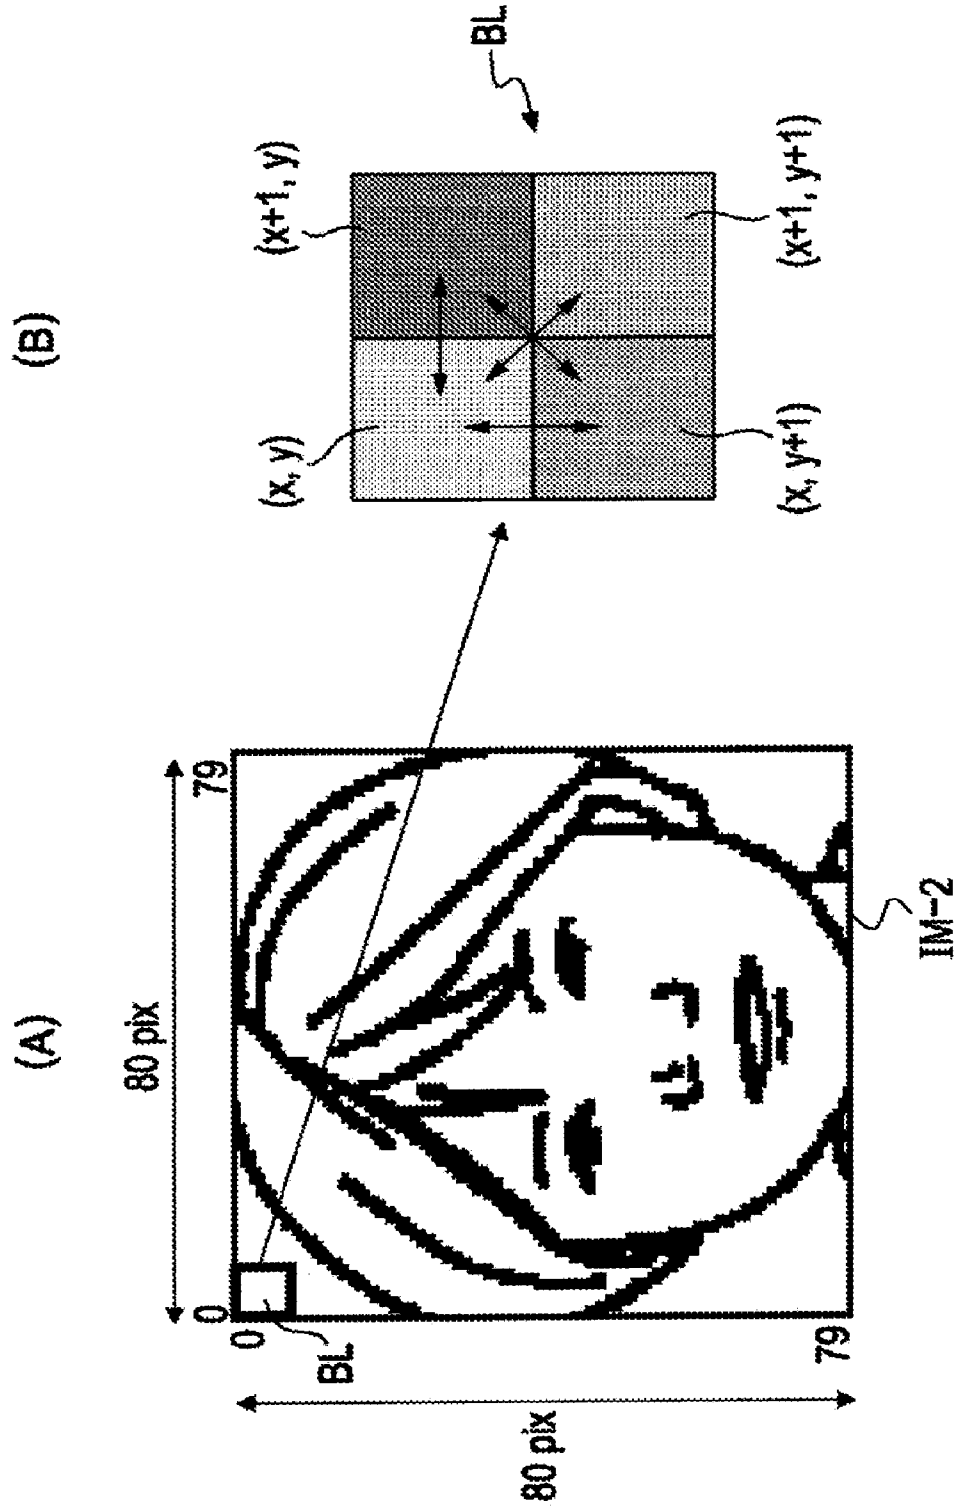 (A)
80 pix
0
79
0
BL
80 pix
79
IM-2
(B)
(x, y)
(x+1, y)
BL
(x, y+1)
(x+1, y+1)